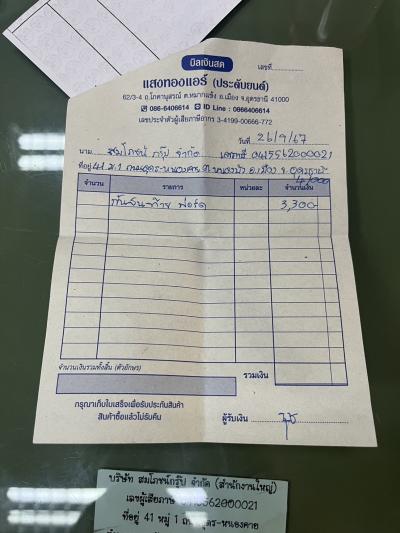 บิลเงินสด
เลขที่
แสงทองแอร์ (ประดับยนต์)
62/3-4 ถ.โภคานุสรณ์ ต.หมากแข้ง อ.เมือง จ.อุดรธานี 41000
086-6406614 ID Line : 0866406614
เลขประจำตัวผู้เสียภาษีอากร 3-4199-00666-772
วันที่ 26/9/67
นาม สมโภชน์ กรุ๊ป จำกัด 0415562000021
ที่อยู่ 41 ม.1 ถ.อุดร-หนองคาย อ.เมือง จ.อุดรธานี
41000
จำนวน รายการ หน่วยละ จำนวนเงิน
กันชนท้าย ฟอร์ด 3,300-
จำนวนเงินรวมทั้งสิ้น (ตัวอักษร) รวมเงิน
กรุณาเก็บใบเสร็จเพื่อรับประกันสินค้า
สินค้าซื้อแล้วไม่รับคืน
ผู้รับเงิน
บริษัท สมโภชน์กรุ๊ป จำกัด (สำนักงานใหญ่)
เลขผู้เสียภาษี 0415562000021
ที่อยู่ 41 หมู่ 1 ถนนอุดร-หนองคาย